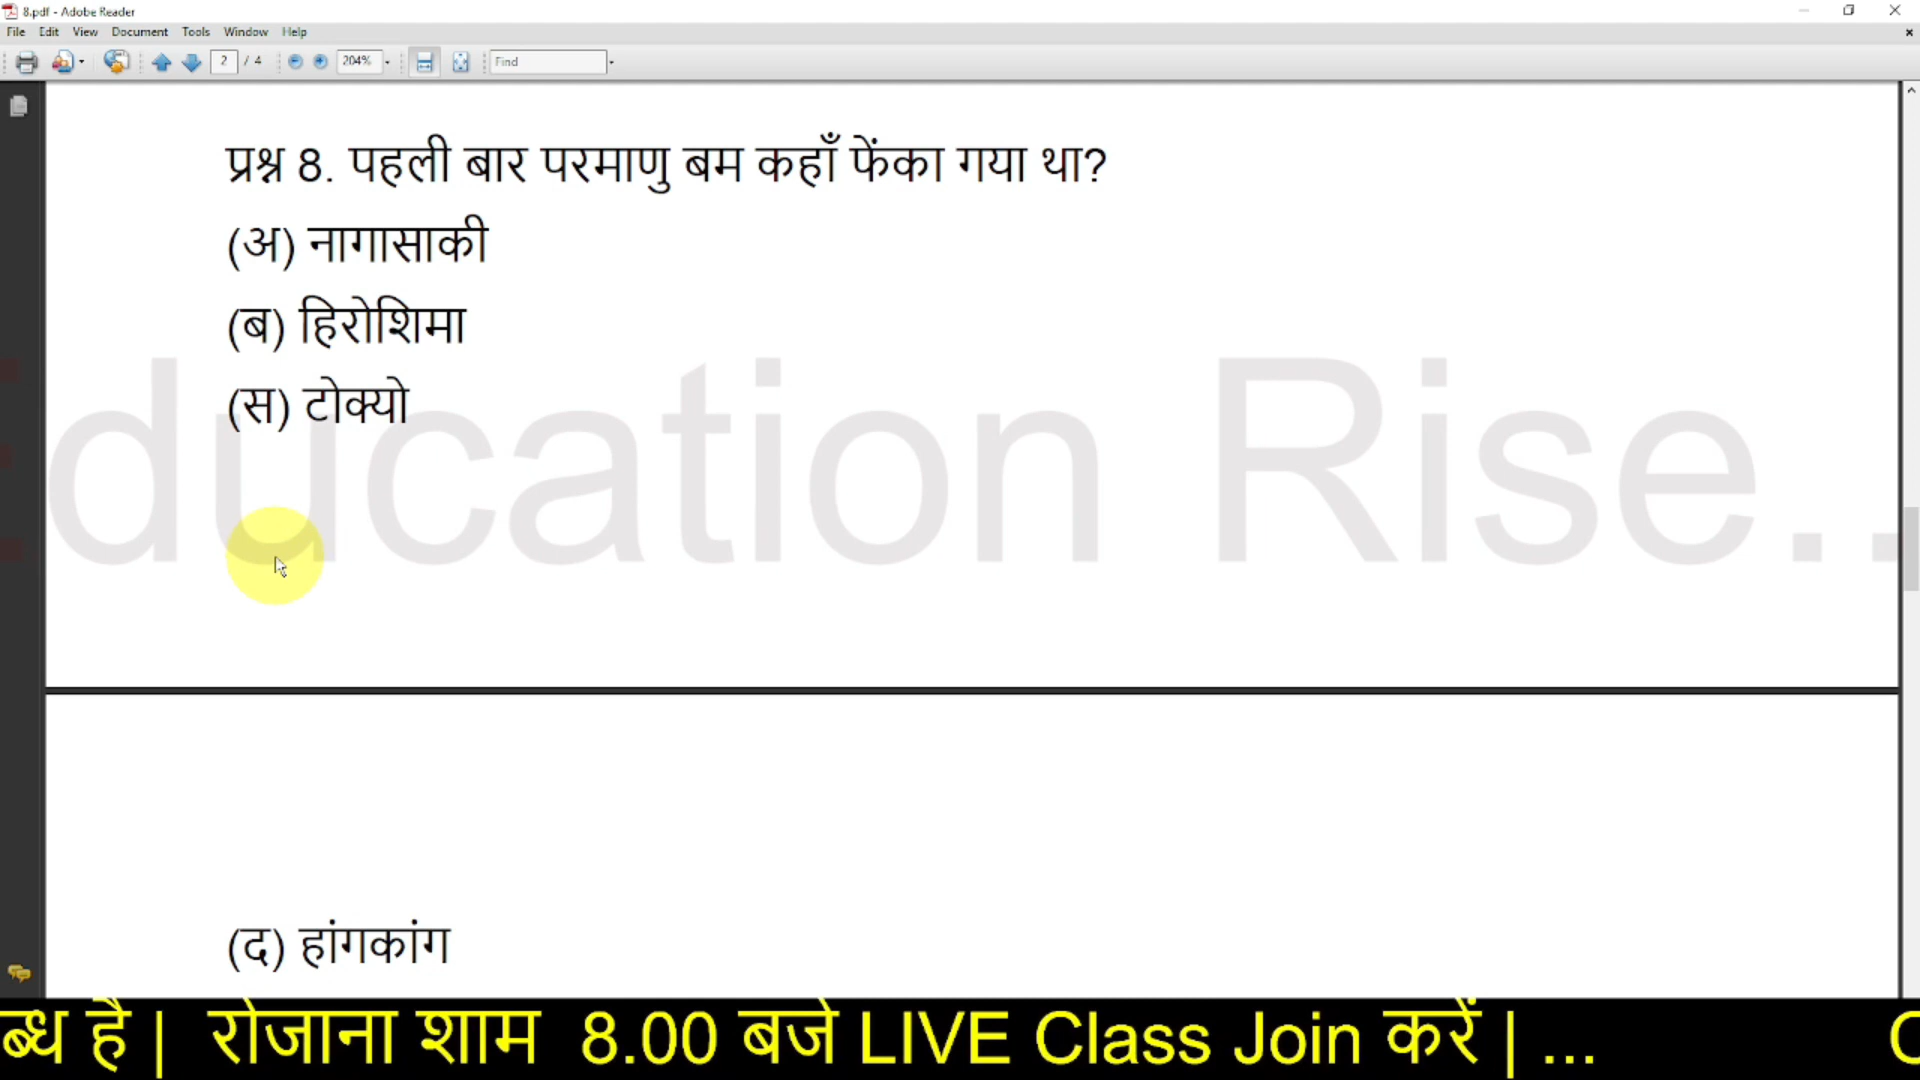 8.pdf - Adobe Reader
File Edit View Document Tools Window Help
2 / 4 204% Find
प्रश्न 8. पहली बार परमाणु बम कहाँ फेंका गया था?
(अ) नागासाकी
(ब) हिरोशिमा
(स) टोक्यो
Education Rise..
(द) हांगकांग
ब्ध है | रोजाना शाम 8.00 बजे LIVE Class Join करें | ...